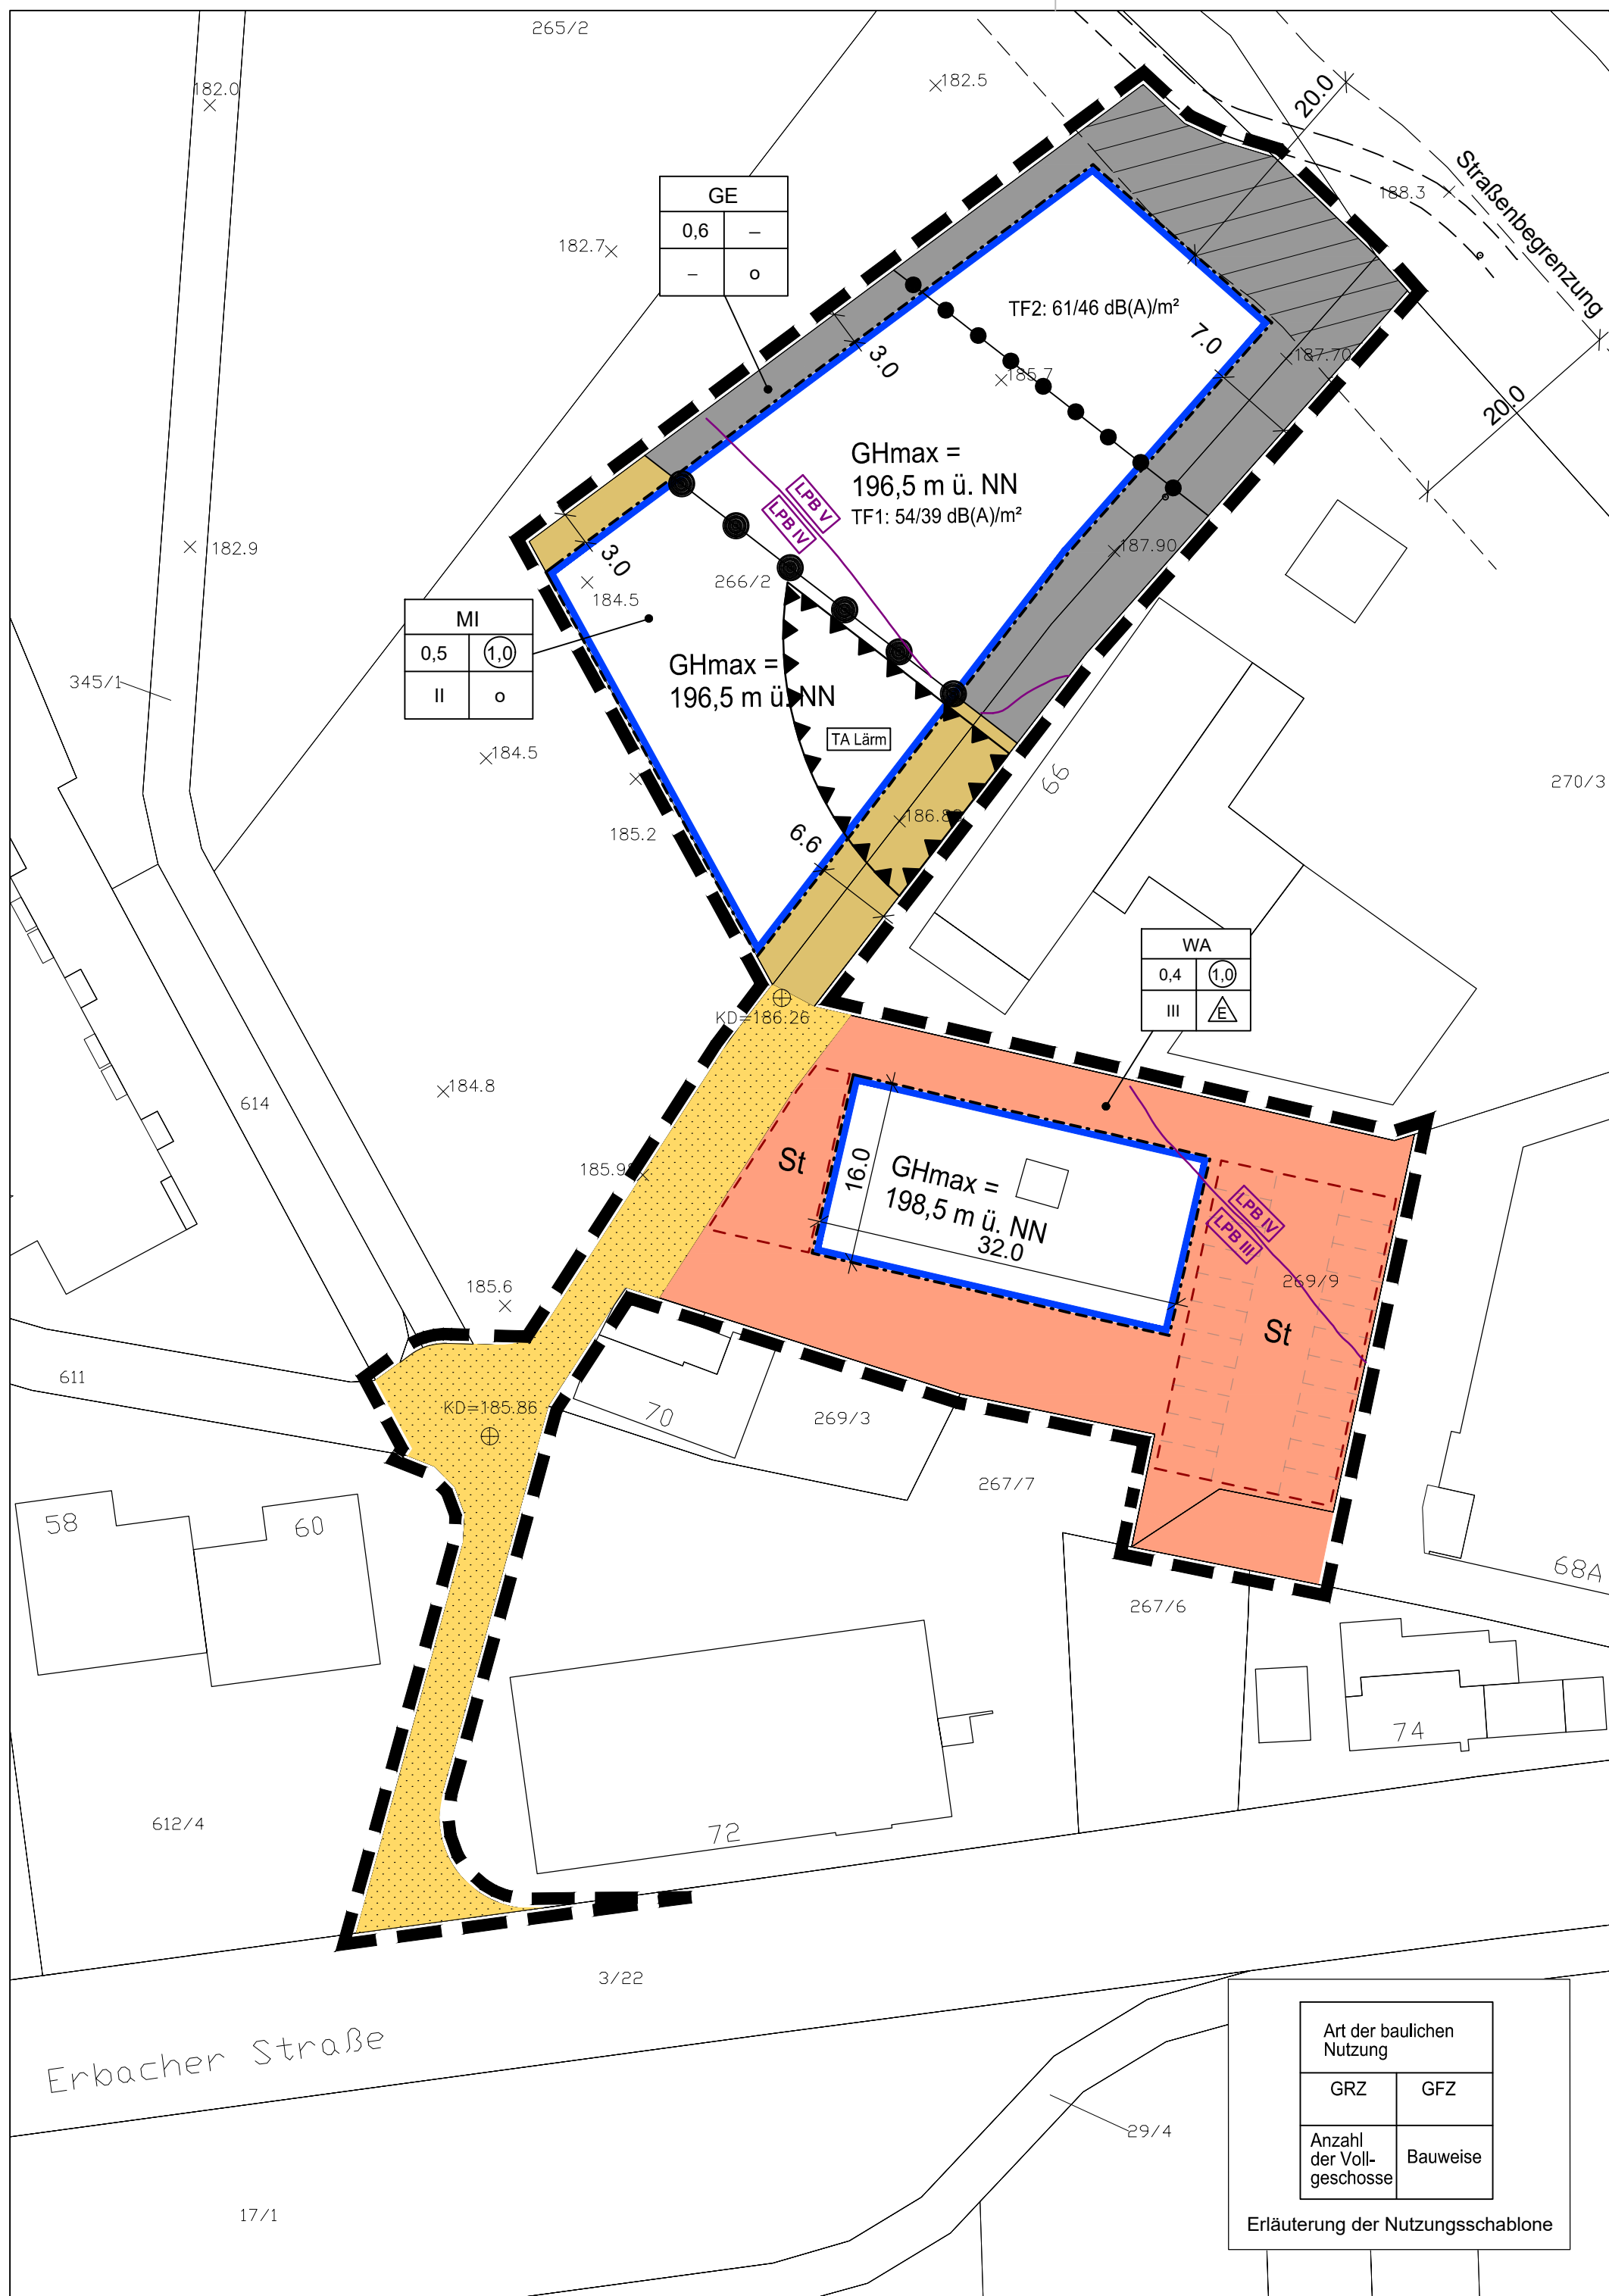 265/2
182.0
182.5
20.0
Straßenbegrenzung
188.3
GE
0,6 –
– o
182.7
TF2: 61/46 dB(A)/m²
7.0
187.70
3.0
185.7
20.0
GHmax =
196,5 m ü. NN
TF1: 54/39 dB(A)/m²
LPB V
LPB IV
182.9
187.90
3.0
266/2
184.5
MI
0,5 1,0
II o
GHmax =
196,5 m ü. NN
345/1
TA Lärm
184.5
66
270/3
185.2
6.6
WA
0,4 1,0
III E
KD=186.26
184.8
614
185.9
St
16.0
GHmax =
198,5 m ü. NN
32.0
LPB IV
LPB III
269/9
185.6
St
611
KD=185.86
70
269/3
267/7
58
60
68A
267/6
74
612/4
72
3/22
Erbacher Straße
Art der baulichen
Nutzung
GRZ GFZ
Anzahl
der Voll-
geschosse
Bauweise
Erläuterung der Nutzungsschablone
29/4
17/1